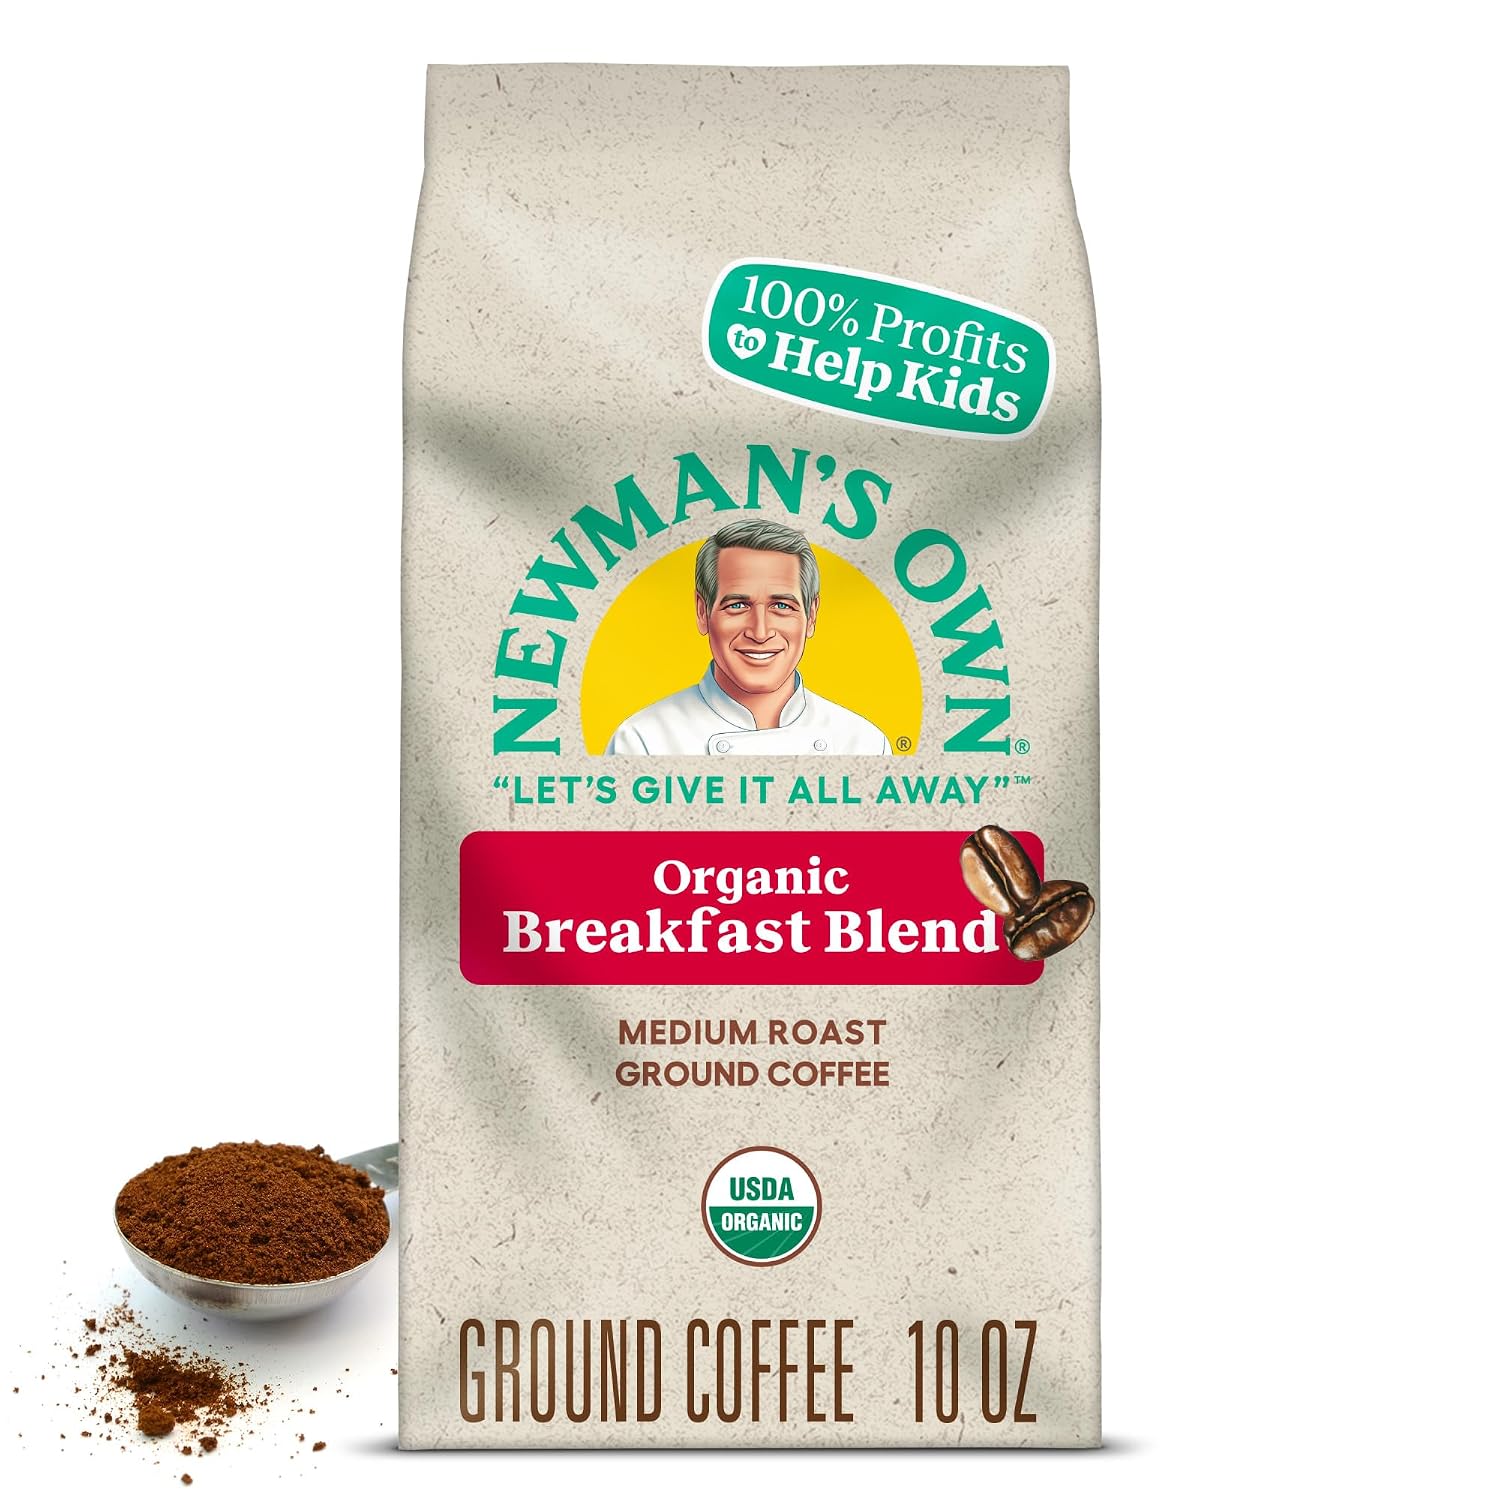 100% Profits
to Help Kids
NEWMAN'S OWN®
®
"LET'S GIVE IT ALL AWAY"™
Organic
Breakfast Blend
MEDIUM ROAST
GROUND COFFEE
USDA
ORGANIC
GROUND COFFEE 10 OZ